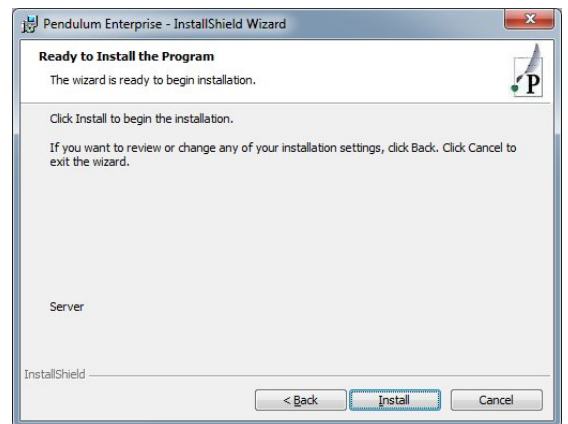 Pendulum Enterprise - InstallShield Wizard
Ready to Install the Program
The wizard is ready to begin installation.
P
Click Install to begin the installation.
If you want to review or change any of your installation settings, click Back. Click Cancel to
exit the wizard.
Server
InstallShield
< Back
Install
Cancel